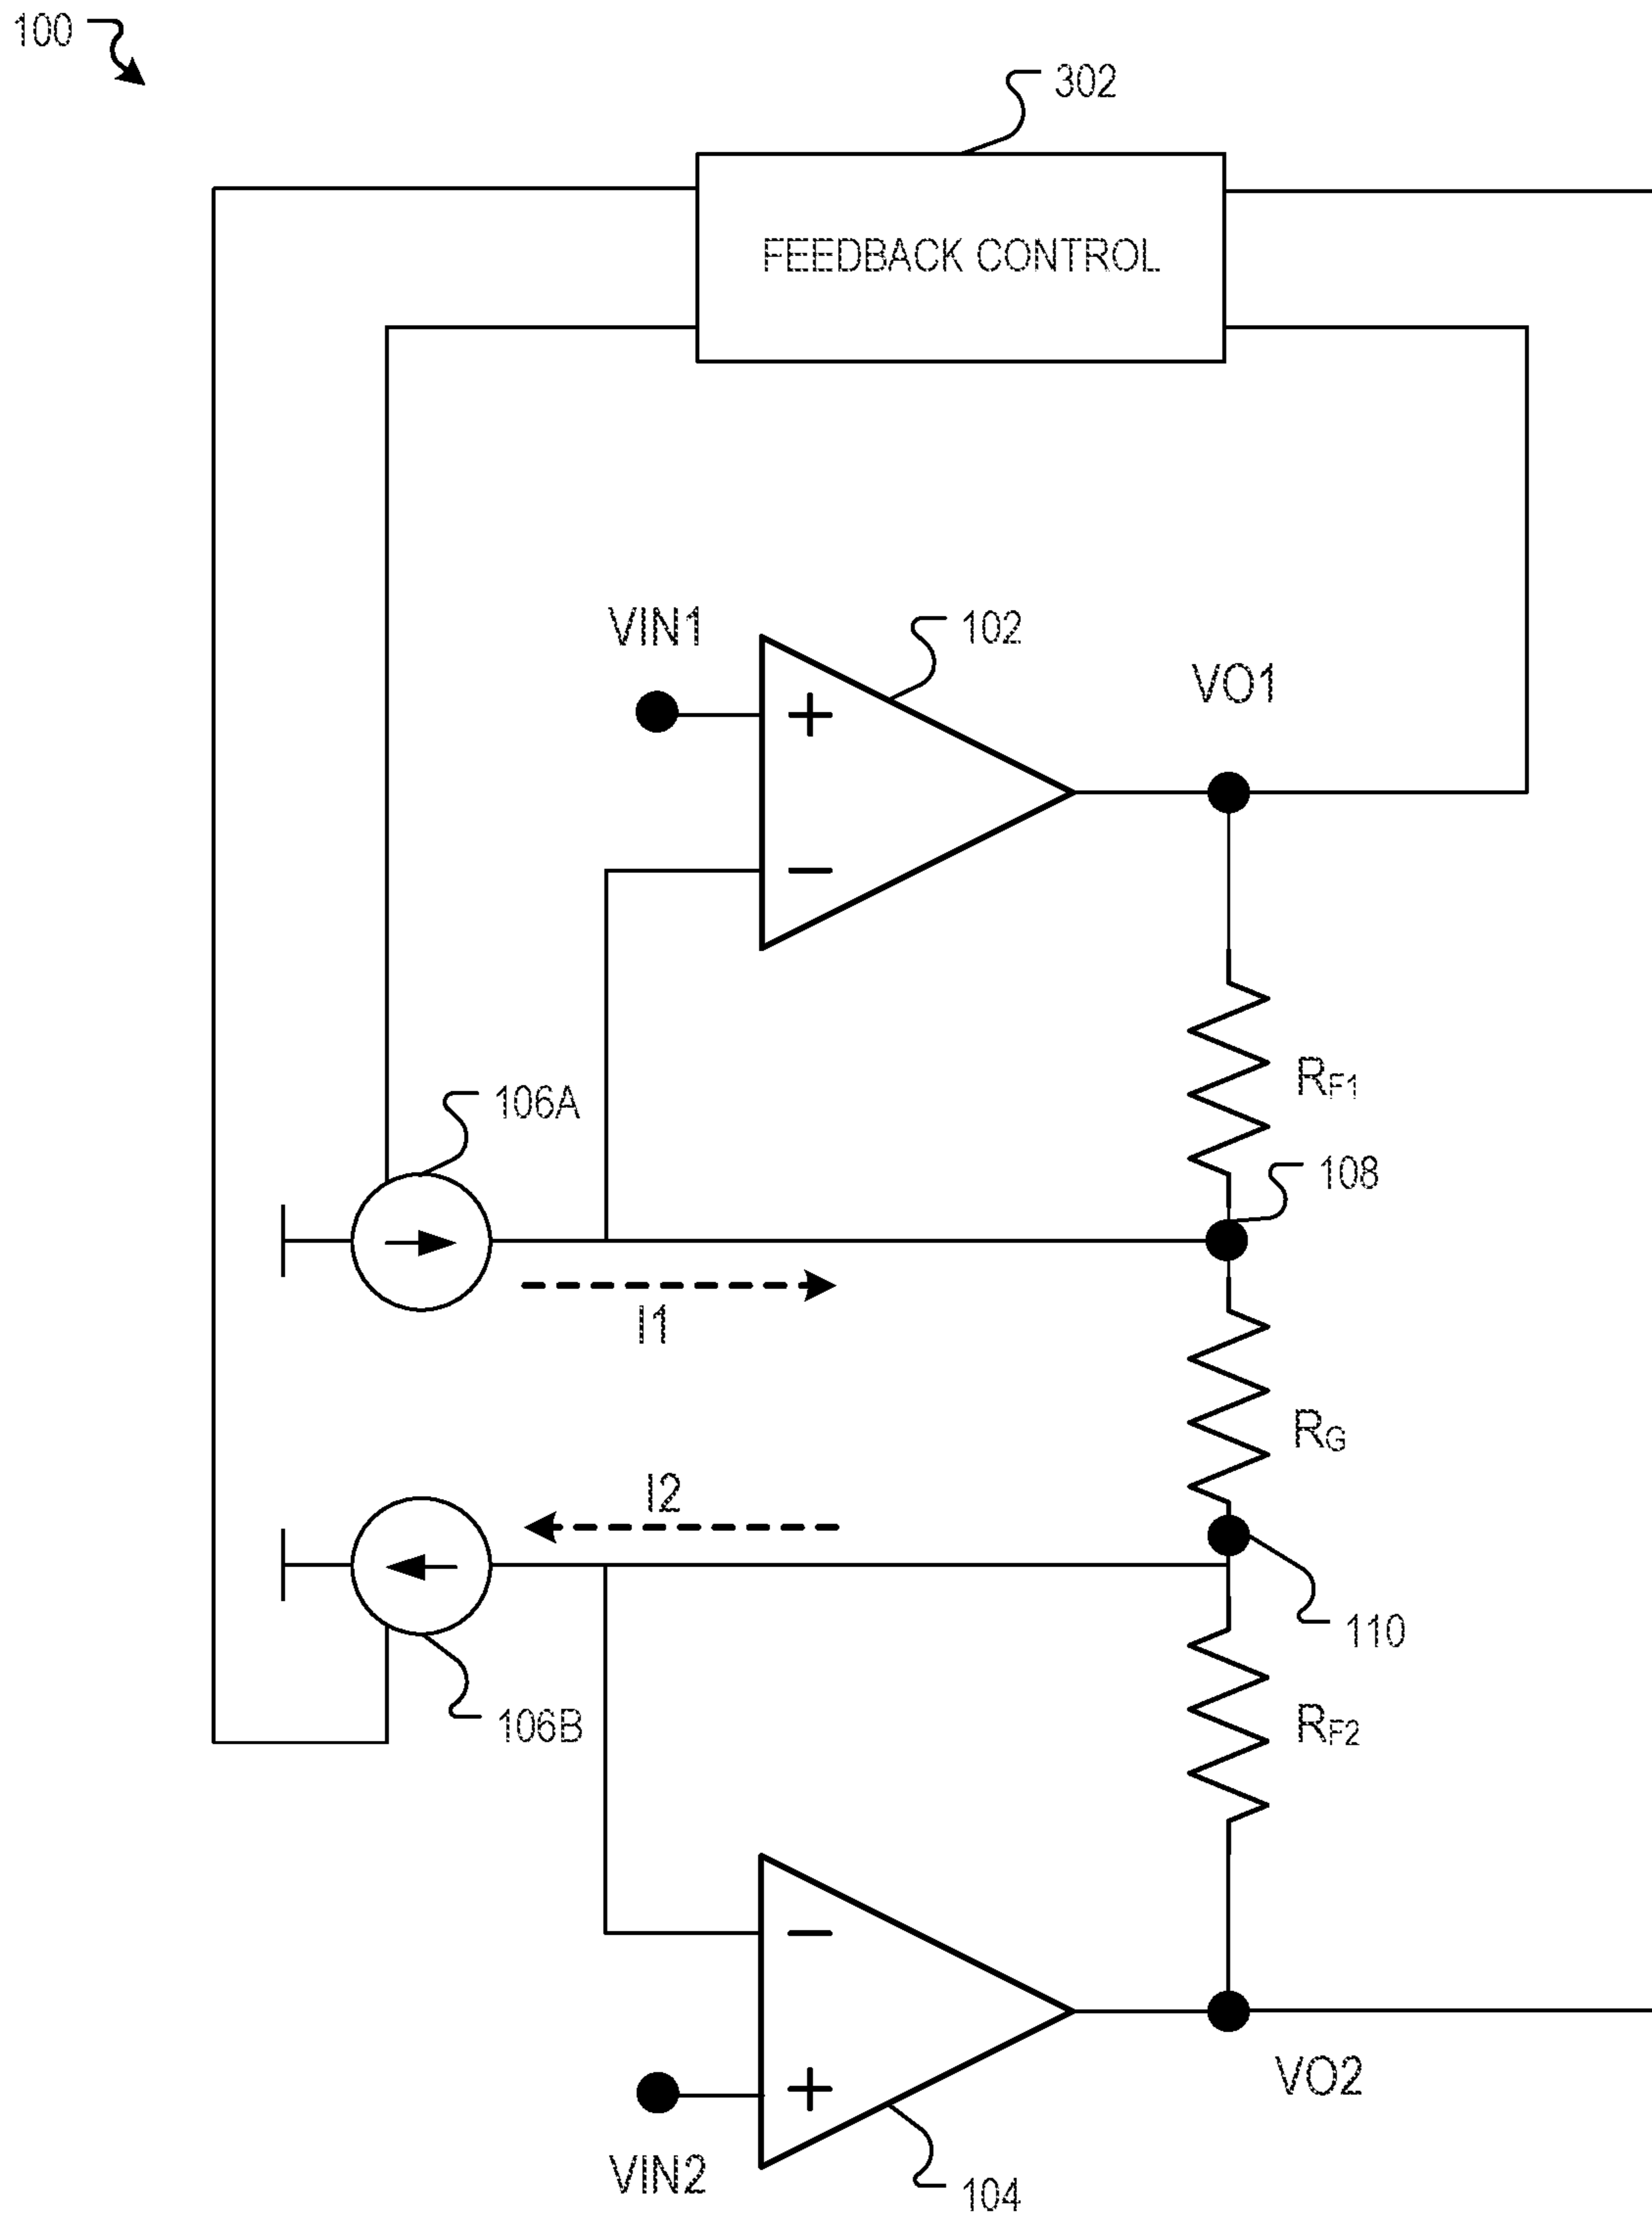 100
302
FEEDBACK CONTROL
VIN1
102
VO1
+
−
RF1
106A
108
I1
RG
I2
110
106B
RF2
−
+
VO2
VIN2
104